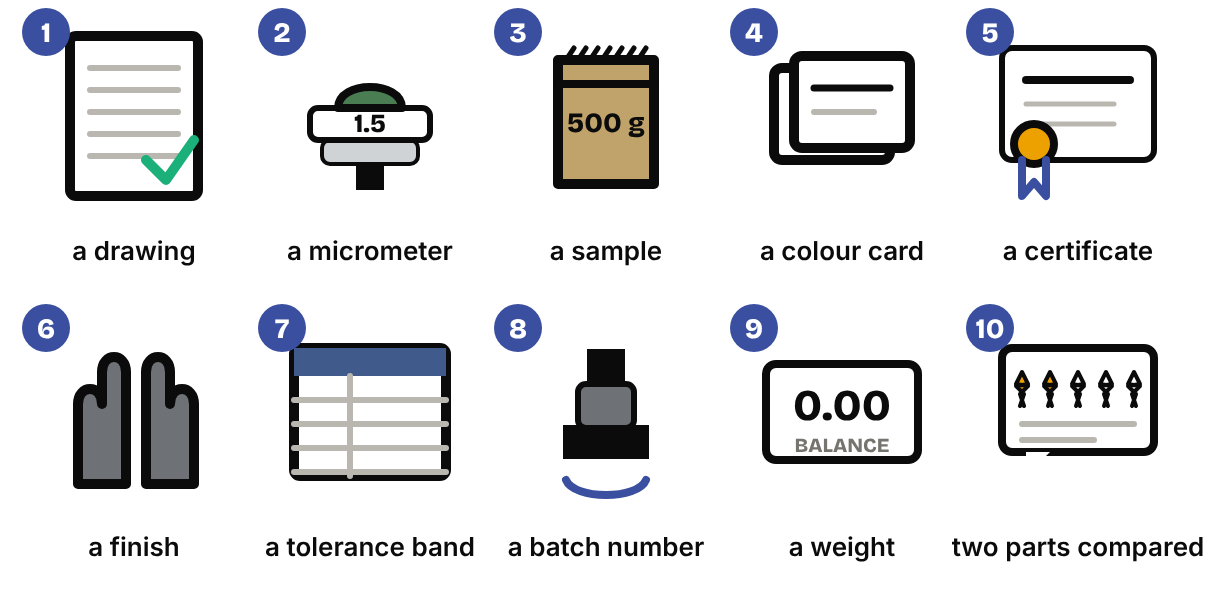 1
2
3
4
5
1.5
500 g
a drawing
a micrometer
a sample
a colour card
a certificate
6
7
8
9
10
0.00
BALANCE
a finish
a tolerance band
a batch number
a weight
two parts compared